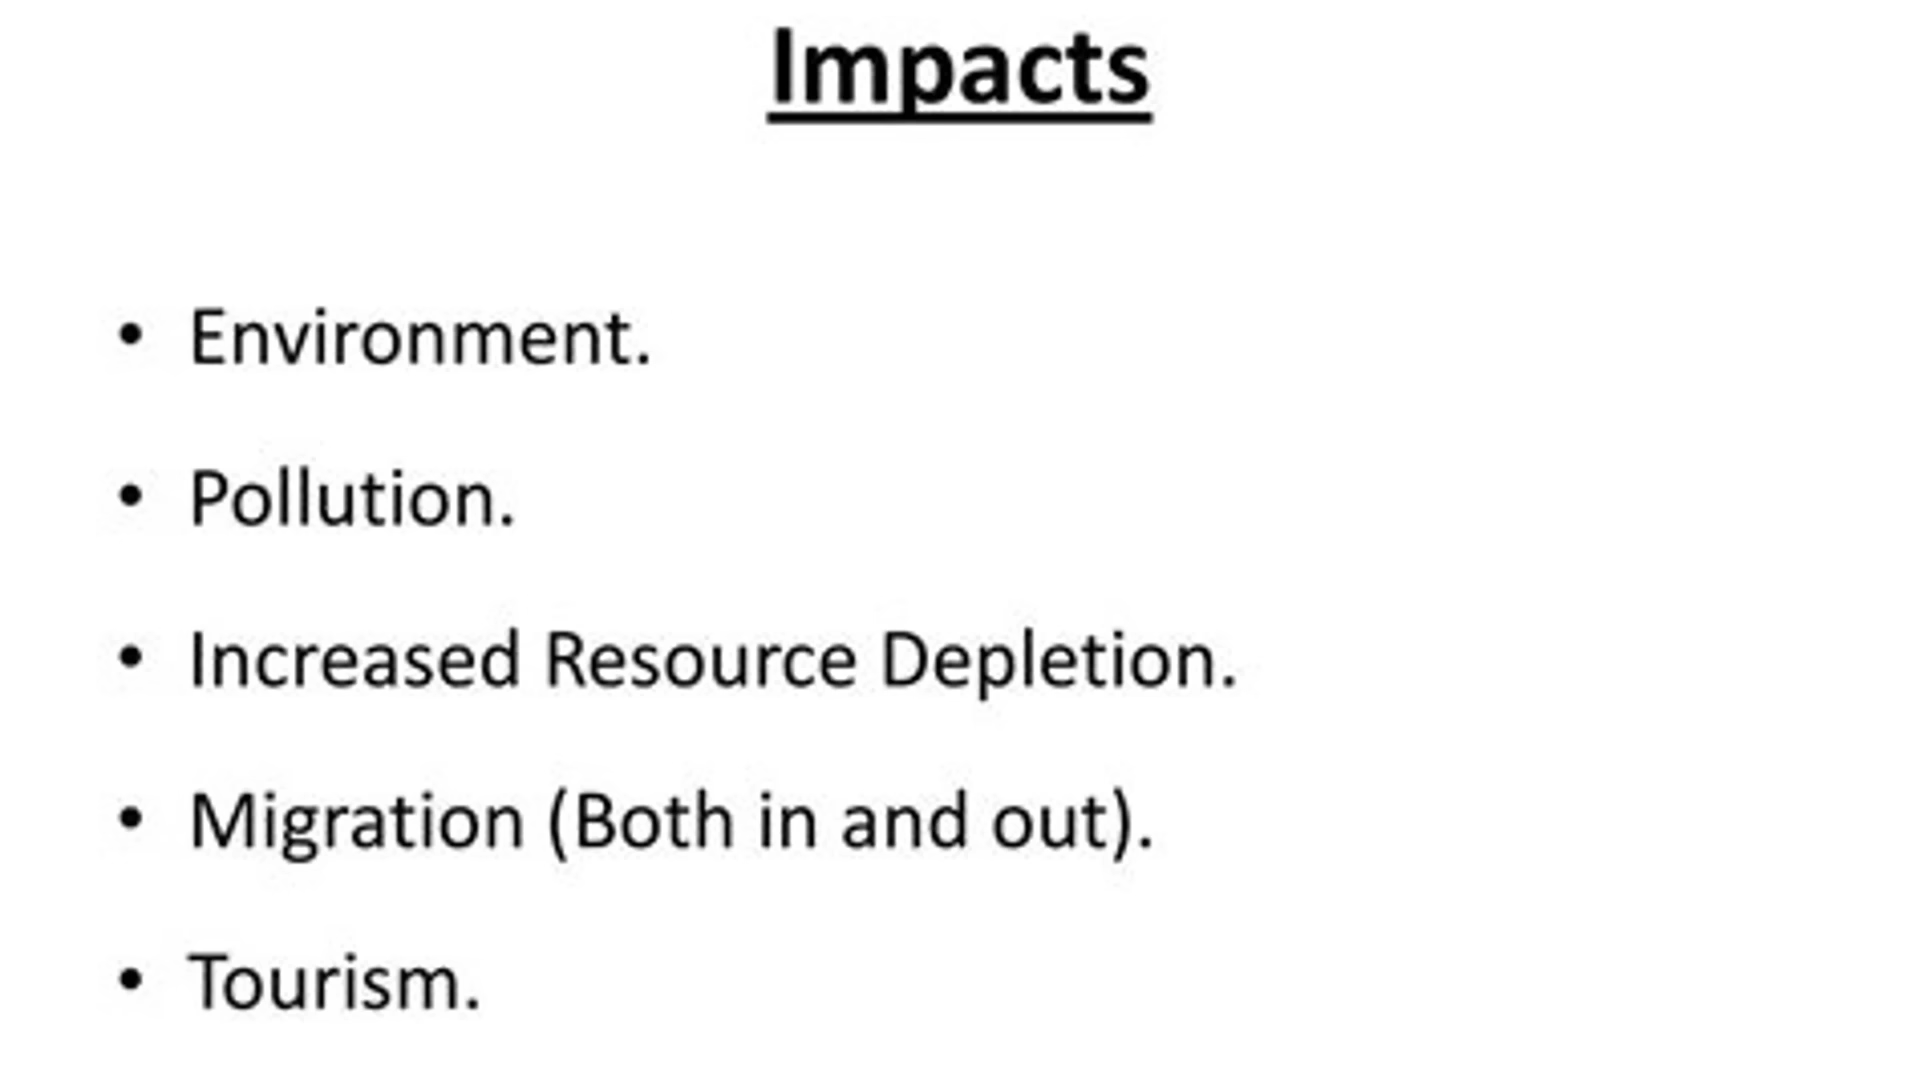 Impacts
• Environment.
• Pollution.
• Increased Resource Depletion.
• Migration (Both in and out).
• Tourism.